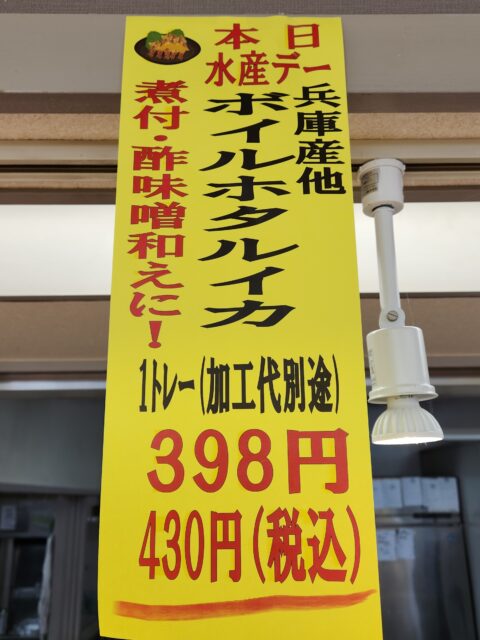 本日
水産デー
兵庫産他
ボイルホタルイカ
煮付・酢味噌和えに！
1トレー(加工代別途)
398円
430円(税込)